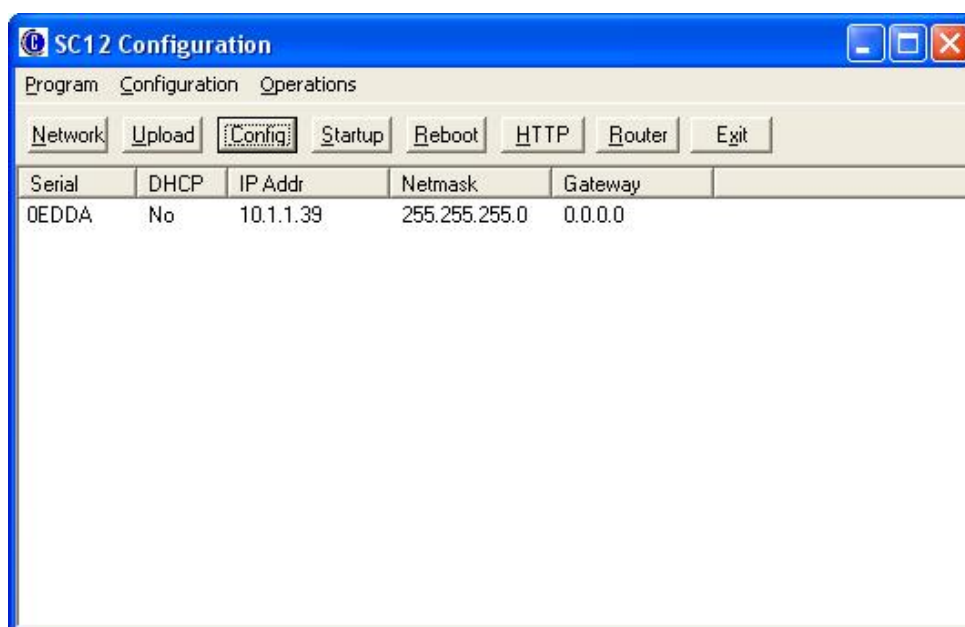 SC12 Configuration
Program Configuration Operations
Network Upload Config Startup Reboot HTTP Router Exit
Serial DHCP IP Addr Netmask Gateway
0EDDA No 10.1.1.39 255.255.255.0 0.0.0.0